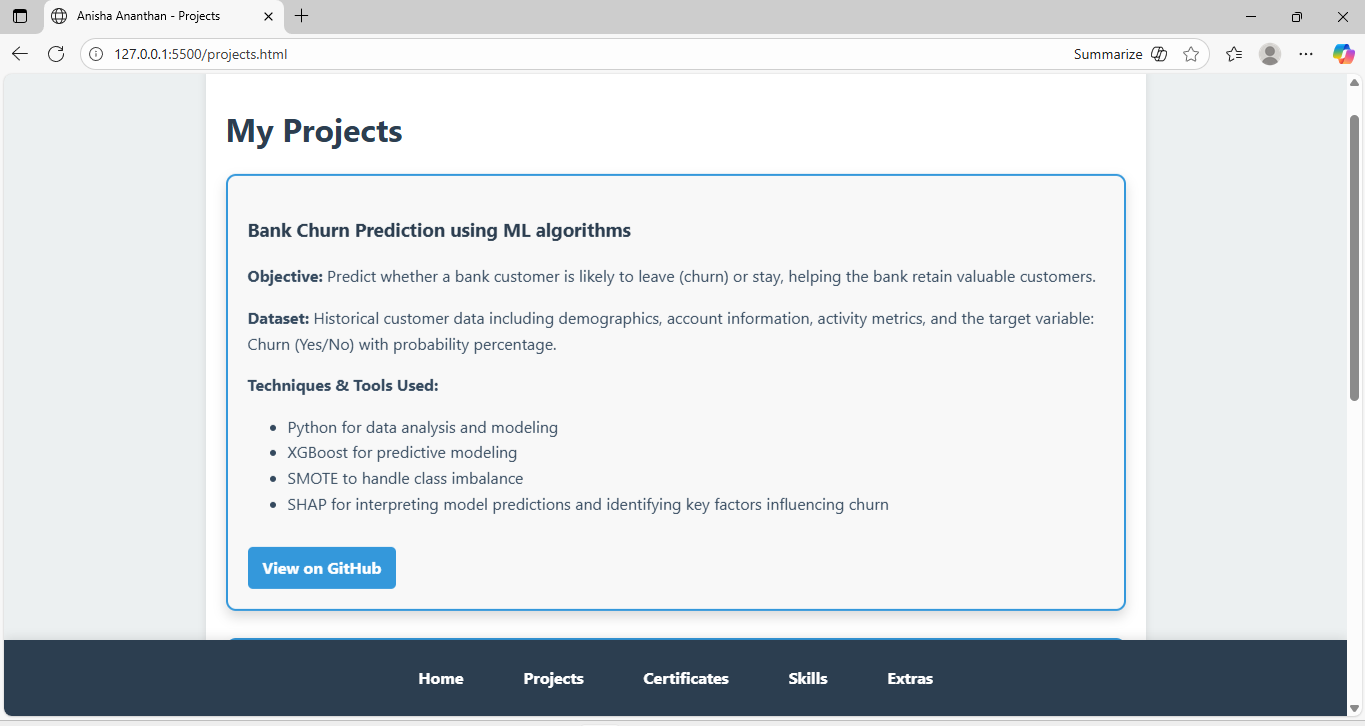 Anisha Ananthan - Projects
127.0.0.1:5500/projects.html
Summarize
My Projects
Bank Churn Prediction using ML algorithms
Objective: Predict whether a bank customer is likely to leave (churn) or stay, helping the bank retain valuable customers.
Dataset: Historical customer data including demographics, account information, activity metrics, and the target variable:
Churn (Yes/No) with probability percentage.
Techniques & Tools Used:
• Python for data analysis and modeling
• XGBoost for predictive modeling
• SMOTE to handle class imbalance
• SHAP for interpreting model predictions and identifying key factors influencing churn
View on GitHub
Home Projects Certificates Skills Extras